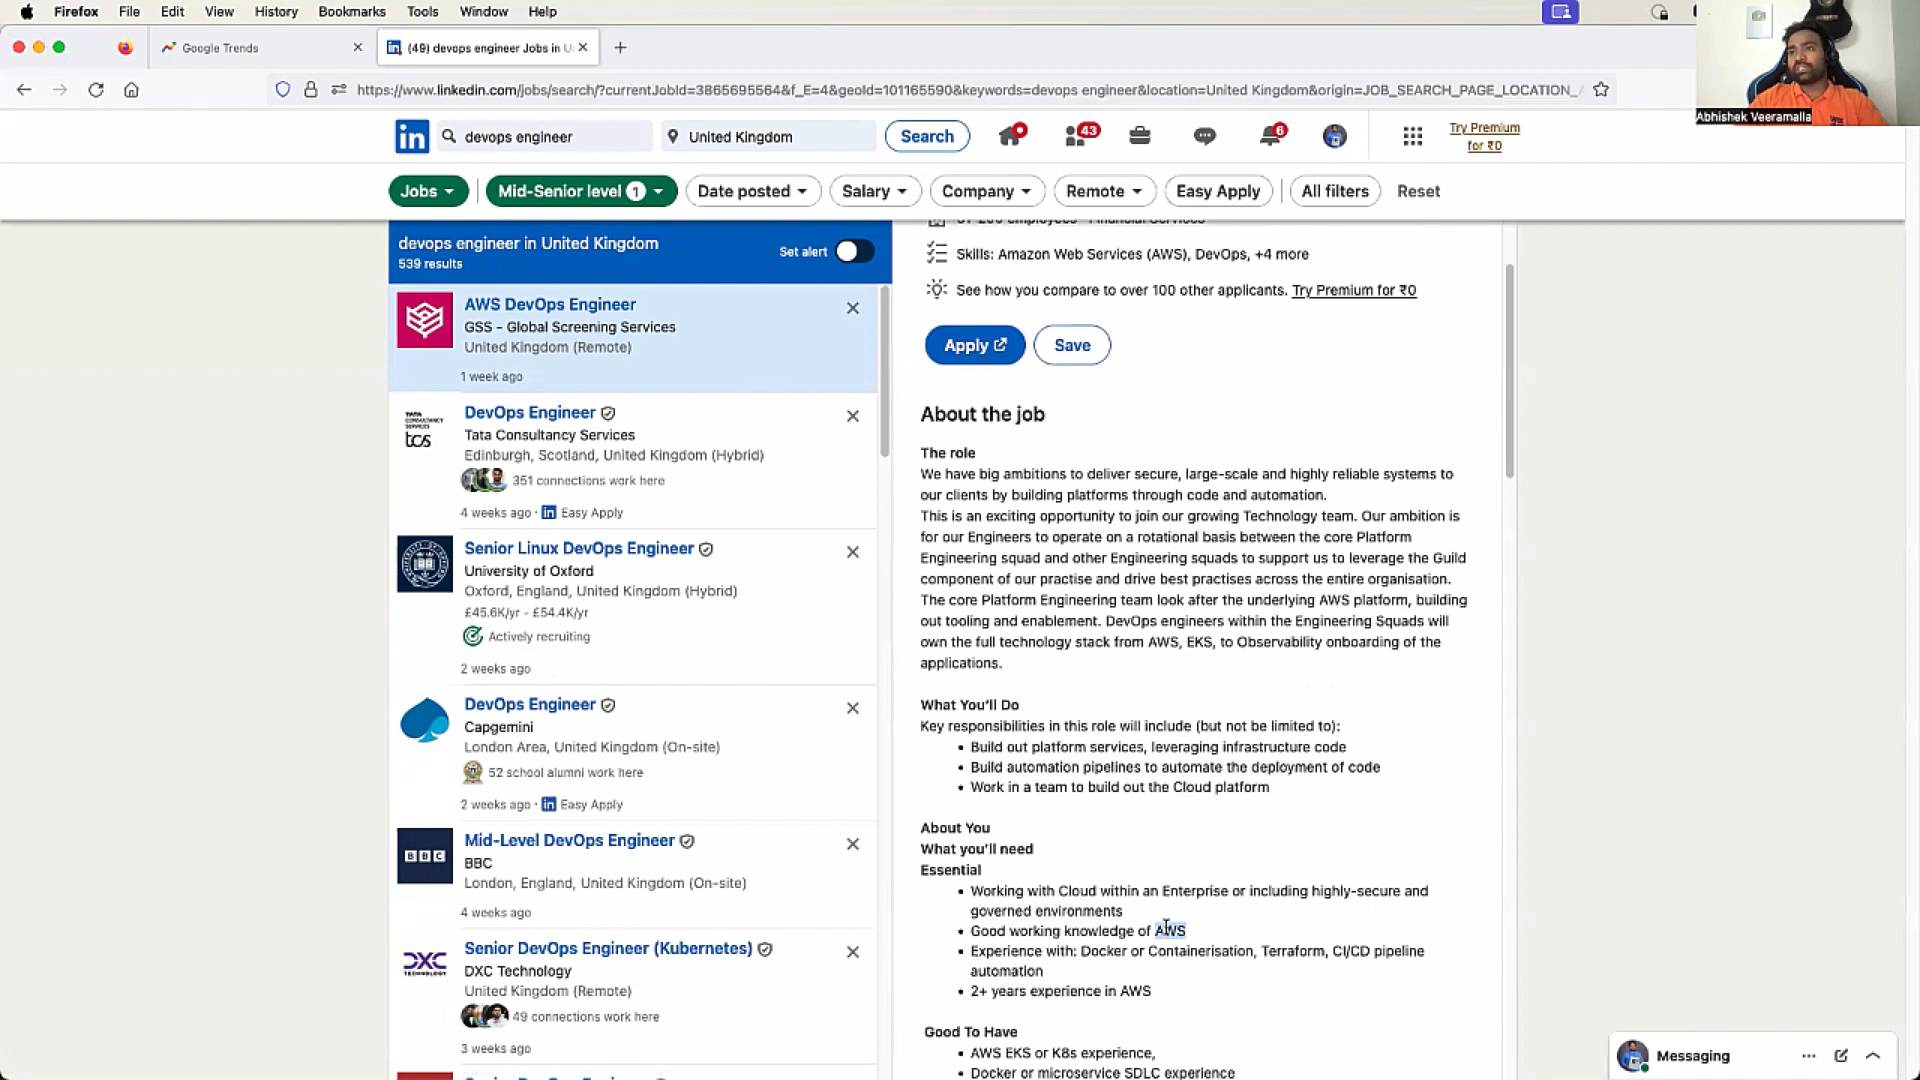 Firefox File Edit View History Bookmarks Tools Window Help
Google Trends
(49) devops engineer Jobs in U
https://www.linkedin.com/jobs/search/?currentJobId=3865695564&f_E=4&geoId=101165590&keywords=devops engineer&location=United Kingdom&origin=JOB_SEARCH_PAGE_LOCATION_
Abhishek Veeramalla
in
devops engineer
United Kingdom
Search
43
6
Try Premium
for ₹0
Jobs
Mid-Senior level 1
Date posted
Salary
Company
Remote
Easy Apply
All filters
Reset
devops engineer in United Kingdom
539 results
Set alert
AWS DevOps Engineer
GSS - Global Screening Services
United Kingdom (Remote)
1 week ago
TATA
CONSULTANCY
SERVICES
tcs
DevOps Engineer
Tata Consultancy Services
Edinburgh, Scotland, United Kingdom (Hybrid)
351 connections work here
4 weeks ago · in Easy Apply
Senior Linux DevOps Engineer
University of Oxford
Oxford, England, United Kingdom (Hybrid)
£45.6K/yr - £54.4K/yr
Actively recruiting
2 weeks ago
DevOps Engineer
Capgemini
London Area, United Kingdom (On-site)
52 school alumni work here
2 weeks ago · in Easy Apply
BBC
Mid-Level DevOps Engineer
BBC
London, England, United Kingdom (On-site)
4 weeks ago
DXC
TECHNOLOGY
Senior DevOps Engineer (Kubernetes)
DXC Technology
United Kingdom (Remote)
49 connections work here
3 weeks ago
Skills: Amazon Web Services (AWS), DevOps, +4 more
See how you compare to over 100 other applicants. Try Premium for ₹0
Apply
Save
About the job
The role
We have big ambitions to deliver secure, large-scale and highly reliable systems to
our clients by building platforms through code and automation.
This is an exciting opportunity to join our growing Technology team. Our ambition is
for our Engineers to operate on a rotational basis between the core Platform
Engineering squad and other Engineering squads to support us to leverage the Guild
component of our practise and drive best practises across the entire organisation.
The core Platform Engineering team look after the underlying AWS platform, building
out tooling and enablement. DevOps engineers within the Engineering Squads will
own the full technology stack from AWS, EKS, to Observability onboarding of the
applications.
What You'll Do
Key responsibilities in this role will include (but not be limited to):
• Build out platform services, leveraging infrastructure code
• Build automation pipelines to automate the deployment of code
• Work in a team to build out the Cloud platform
About You
What you'll need
Essential
• Working with Cloud within an Enterprise or including highly-secure and
governed environments
• Good working knowledge of AWS
• Experience with: Docker or Containerisation, Terraform, CI/CD pipeline
automation
• 2+ years experience in AWS
Good To Have
• AWS EKS or K8s experience,
• Docker or microservice SDLC experience
Messaging